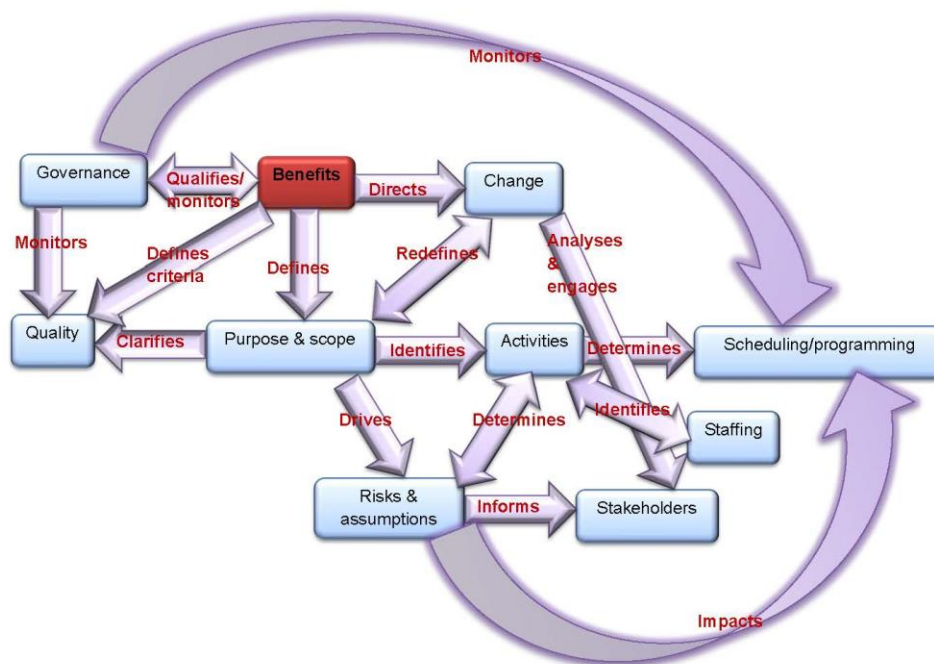 Monitors
Governance
Qualifies/
monitors
Benefits
Directs
Change
Monitors
Defines
criteria
Defines
Redefines
Analyses
&
engages
Quality
Clarifies
Purpose & scope
Identifies
Activities
Determines
Scheduling/programming
Drives
Determines
Identifies
Staffing
Risks &
assumptions
Informs
Stakeholders
Impacts